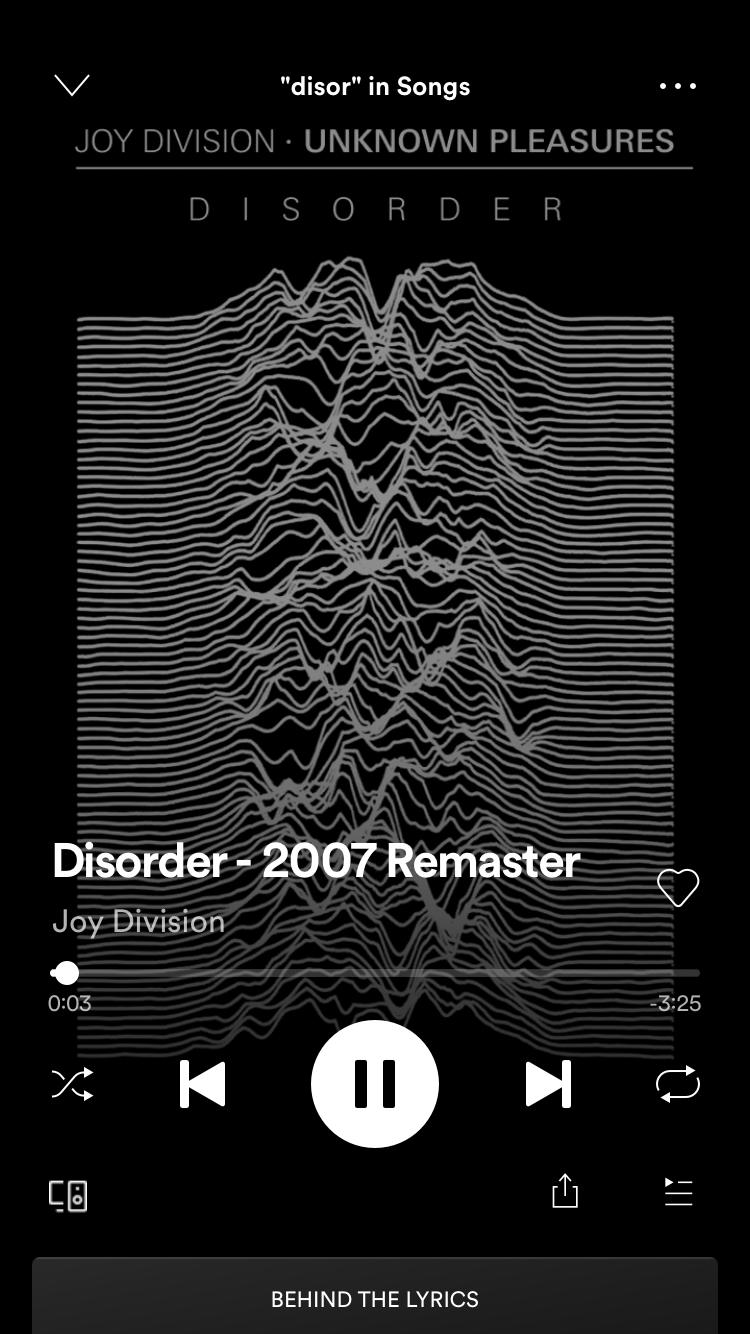 "disor" in Songs
JOY DIVISION · UNKNOWN PLEASURES
DISORDER
Disorder - 2007 Remaster
Joy Division
0:03 -3:25
BEHIND THE LYRICS